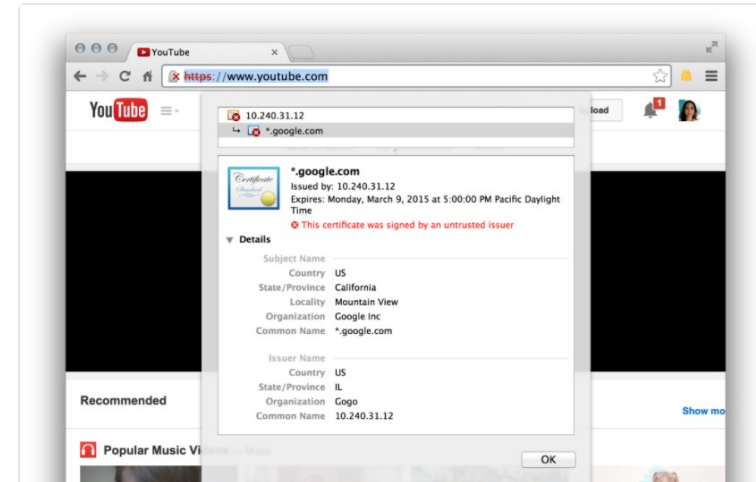 YouTube
https://www.youtube.com
YouTube
load
1
10.240.31.12
*.google.com
*.google.com
Issued by: 10.240.31.12
Expires: Monday, March 9, 2015 at 5:00:00 PM Pacific Daylight
Time
This certificate was signed by an untrusted issuer
Certificate
Standard
Details
Subject Name
Country US
State/Province California
Locality Mountain View
Organization Google Inc
Common Name *.google.com
Issuer Name
Country US
State/Province IL
Organization Gogo
Common Name 10.240.31.12
Recommended
Show mo
Popular Music Vi
OK